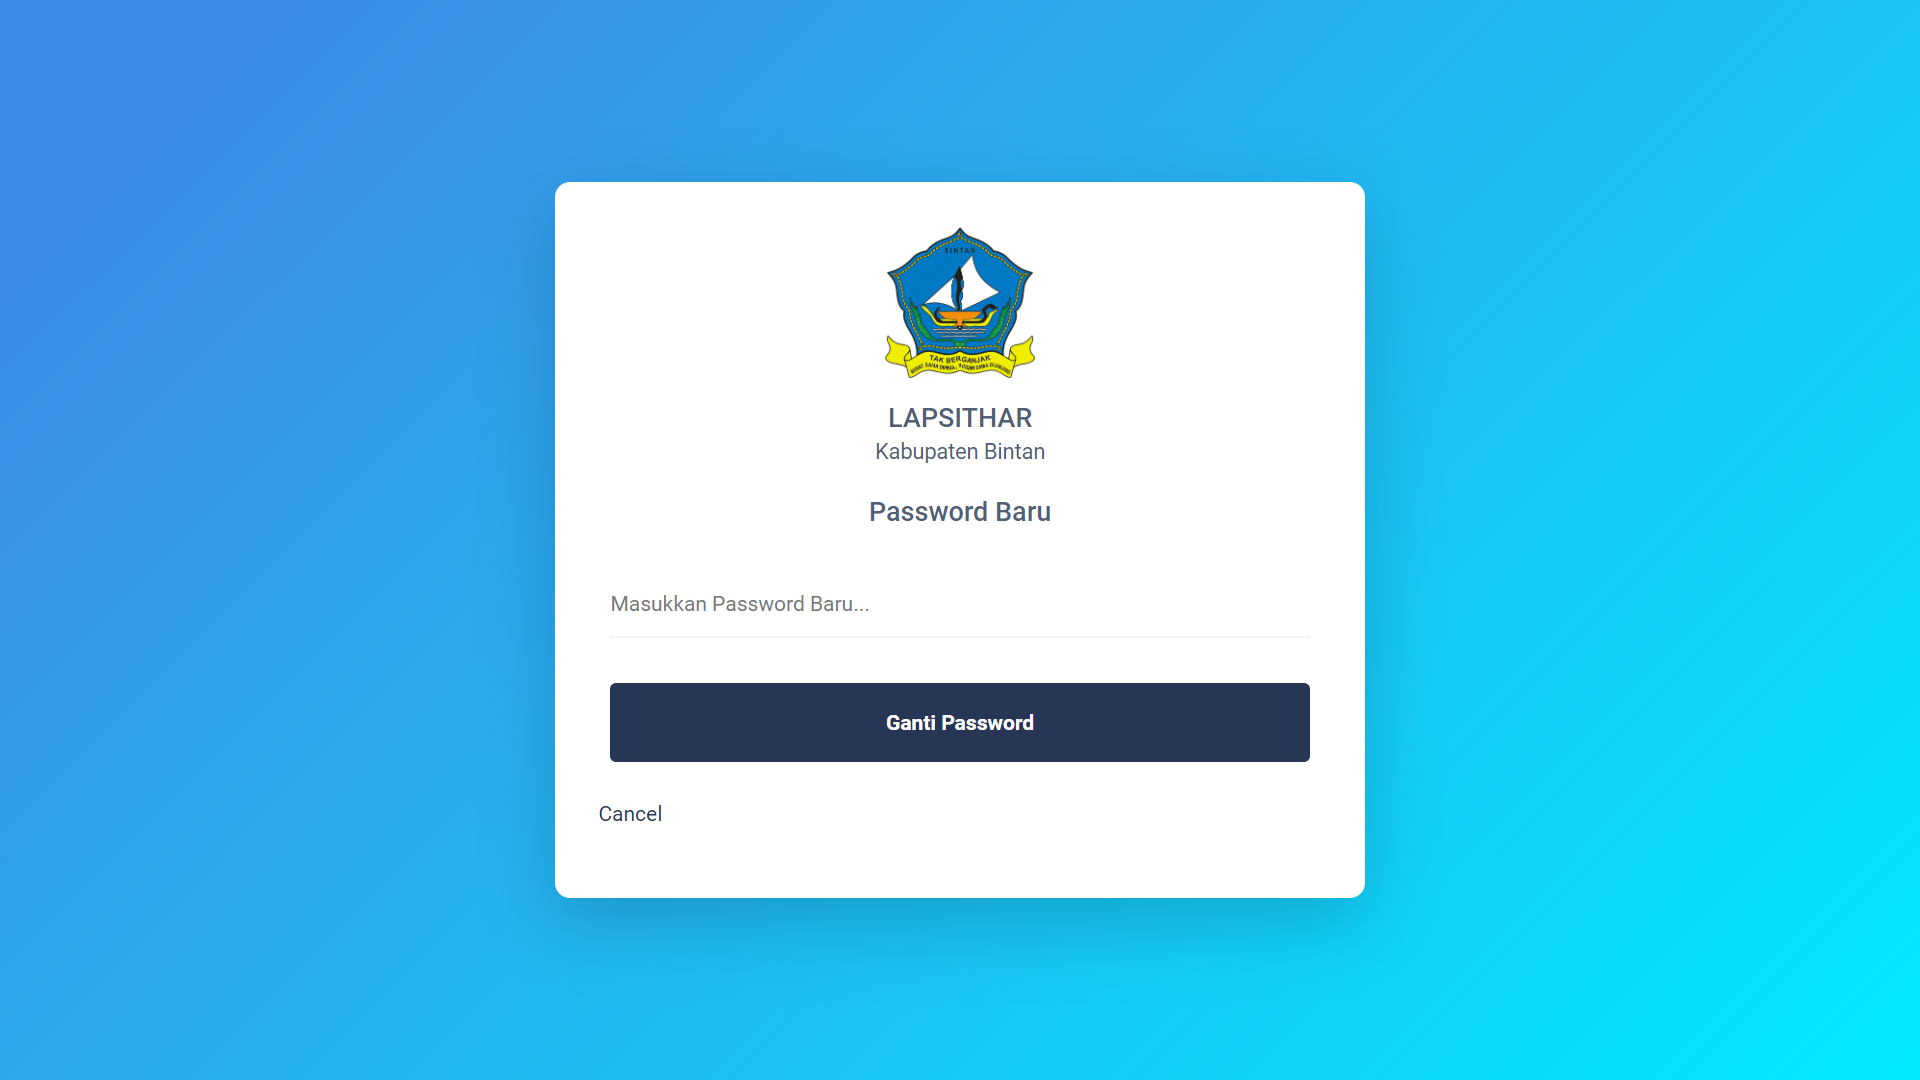 BINTAN
TAK BERGANJAK
LAPSITHAR
Kabupaten Bintan
Password Baru
Masukkan Password Baru...
Ganti Password
Cancel